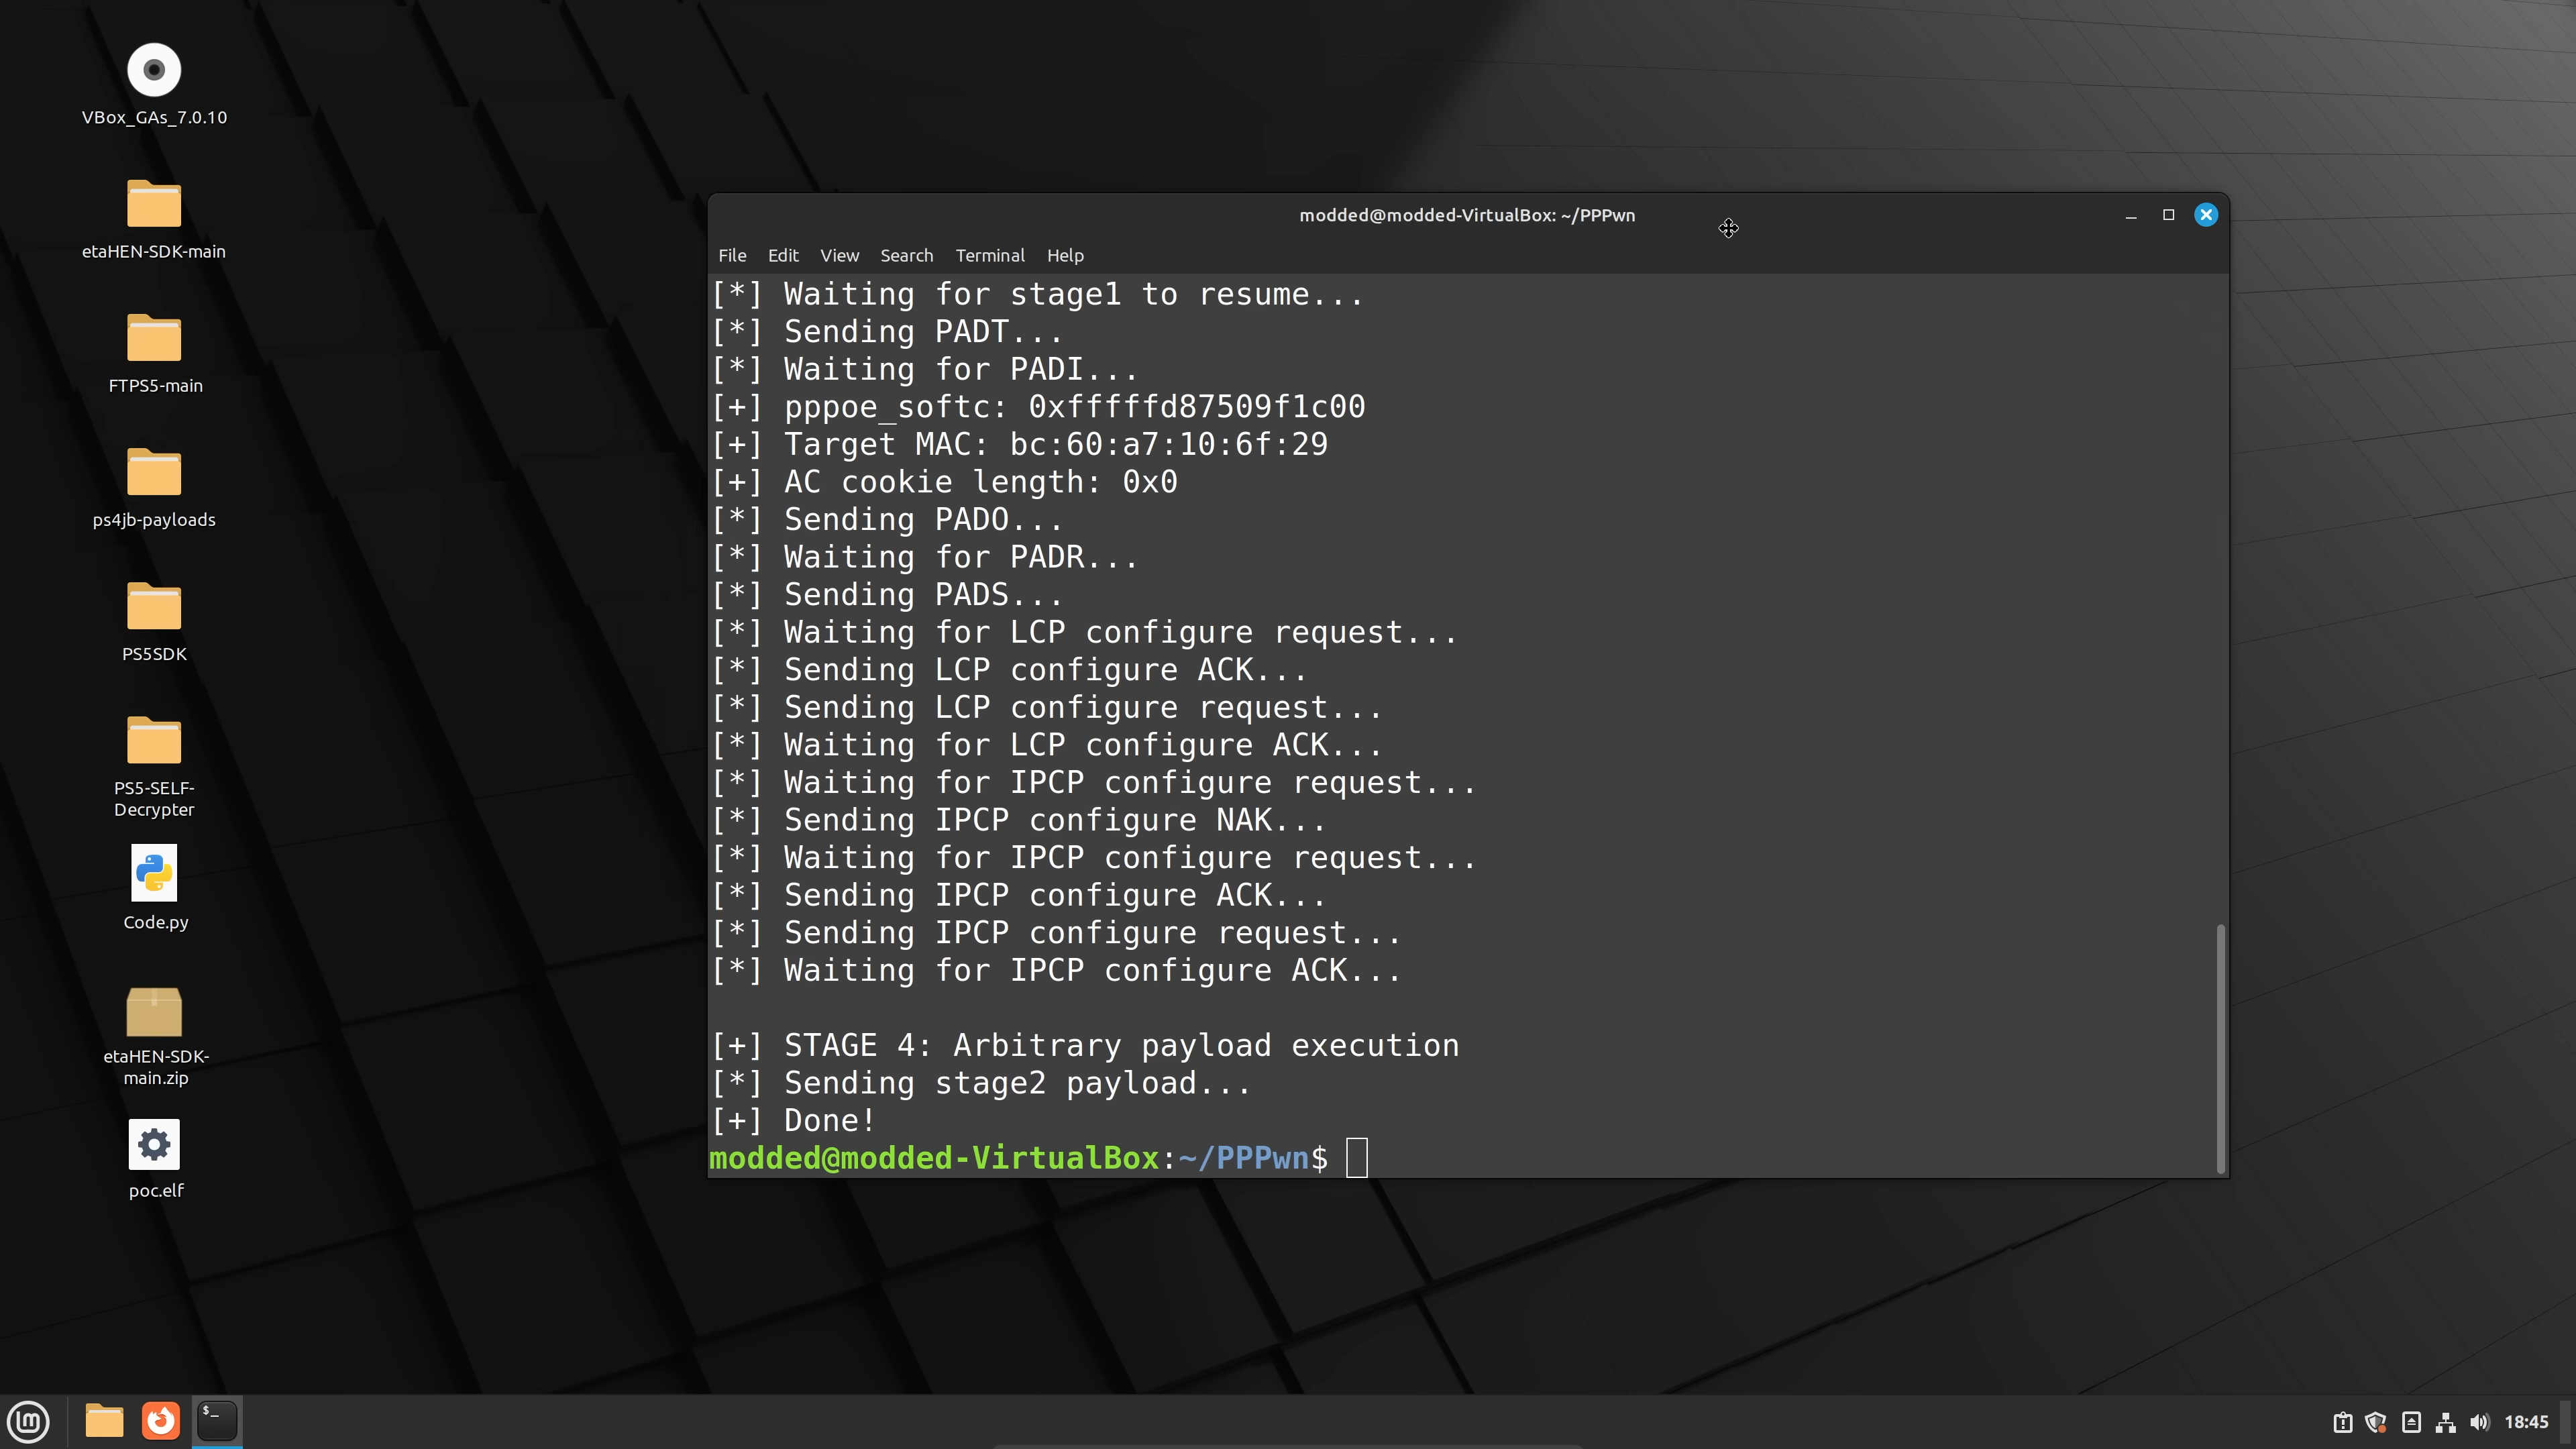 VBox_GAs_7.0.10
etaHEN-SDK-main
FTPS5-main
ps4jb-payloads
PS5SDK
PS5-SELF-
Decrypter
Code.py
etaHEN-SDK-
main.zip
poc.elf
modded@modded-VirtualBox: ~/PPPwn
File Edit View Search Terminal Help
[*] Waiting for stage1 to resume...
[*] Sending PADT...
[*] Waiting for PADI...
[+] pppoe_softc: 0xfffffd87509f1c00
[+] Target MAC: bc:60:a7:10:6f:29
[+] AC cookie length: 0x0
[*] Sending PADO...
[*] Waiting for PADR...
[*] Sending PADS...
[*] Waiting for LCP configure request...
[*] Sending LCP configure ACK...
[*] Sending LCP configure request...
[*] Waiting for LCP configure ACK...
[*] Waiting for IPCP configure request...
[*] Sending IPCP configure NAK...
[*] Waiting for IPCP configure request...
[*] Sending IPCP configure ACK...
[*] Sending IPCP configure request...
[*] Waiting for IPCP configure ACK...
[+] STAGE 4: Arbitrary payload execution
[*] Sending stage2 payload...
[+] Done!
modded@modded-VirtualBox:~/PPPwn$
$_
18:45